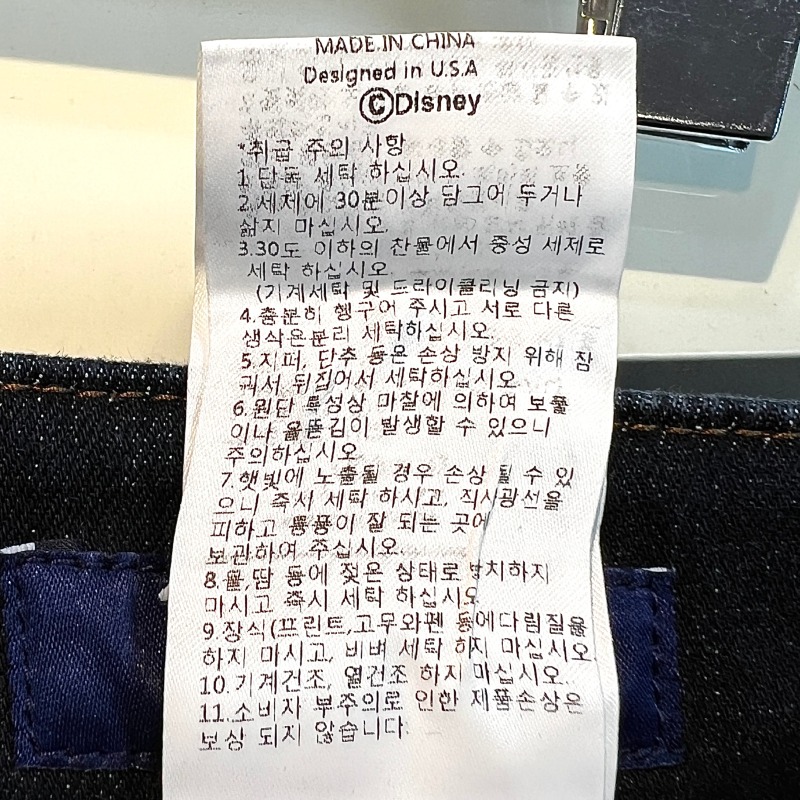 MADE IN CHINA
Designed in U.S.A
©Disney
*취급 주의 사항
1.단독 세탁 하십시오.
2.세제에 30분이상 담그어 두거나
삶지 마십시오.
3.30도 이하의 찬물에서 중성 세제로
세탁 하십시오
(기계세탁 및 드라이클리닝 금지)
4.충분히 헹구어 주시고 서로 다른
생삭은분리 세탁하십시오.
5.지퍼, 단추 등은 손상 방지 위해 잠
궈서 뒤집어서 세탁하십시오.
6.원단 특성상 마찰에 의하여 보풀
이나 올뜯김이 발생할 수 있으니
주의하십시오.
7.햇빛에 노출될 경우 손상 될 수 있
으니 즉시 세탁 하시고, 직사광선을
피하고 통풍이 잘 되는 곳에
보관하여 주십시오.
8.물,땀 등에 젖은 상태로 방치하지
마시고 즉시 세탁 하십시오
9.장식(프린트,고무와펜 등에다림질을
하지 마시고, 비벼 세탁 하지 마십시오.
10.기계건조, 열건조 하지 마십시오.
11.소비자 부주의로 인한 제품손상은
보상 되지 않습니다.